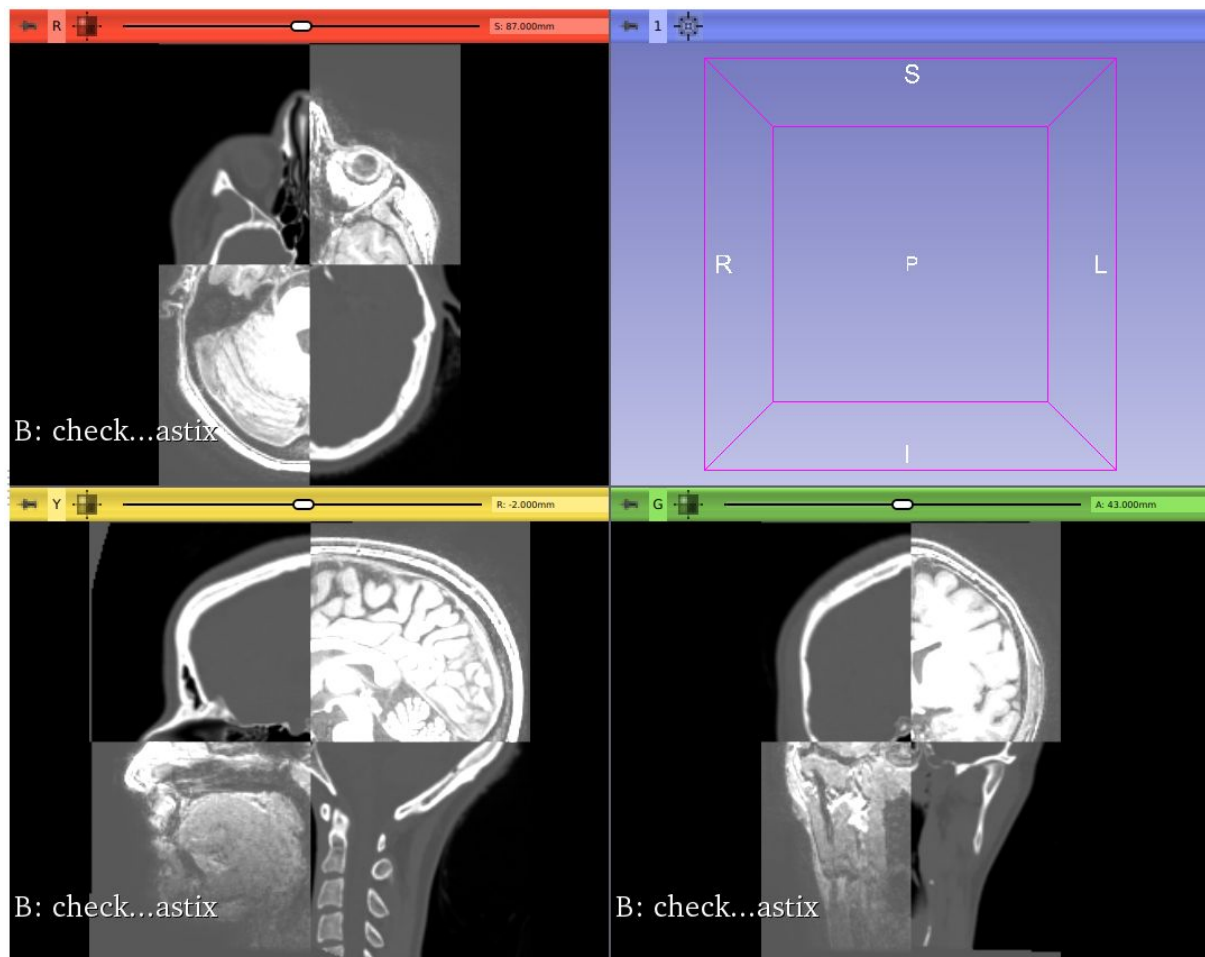 R S: 87.000mm
1
S
R P L
I
B: check...astix
Y R: -2.000mm
G A: 43.000mm
B: check...astix
B: check...astix